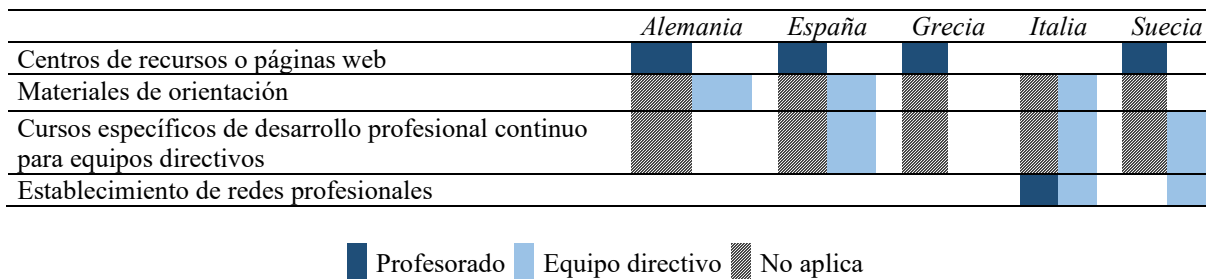 Alemania España Grecia Italia Suecia
Centros de recursos o páginas web
Materiales de orientación
Cursos específicos de desarrollo profesional continuo
para equipos directivos
Establecimiento de redes profesionales
Profesorado Equipo directivo No aplica